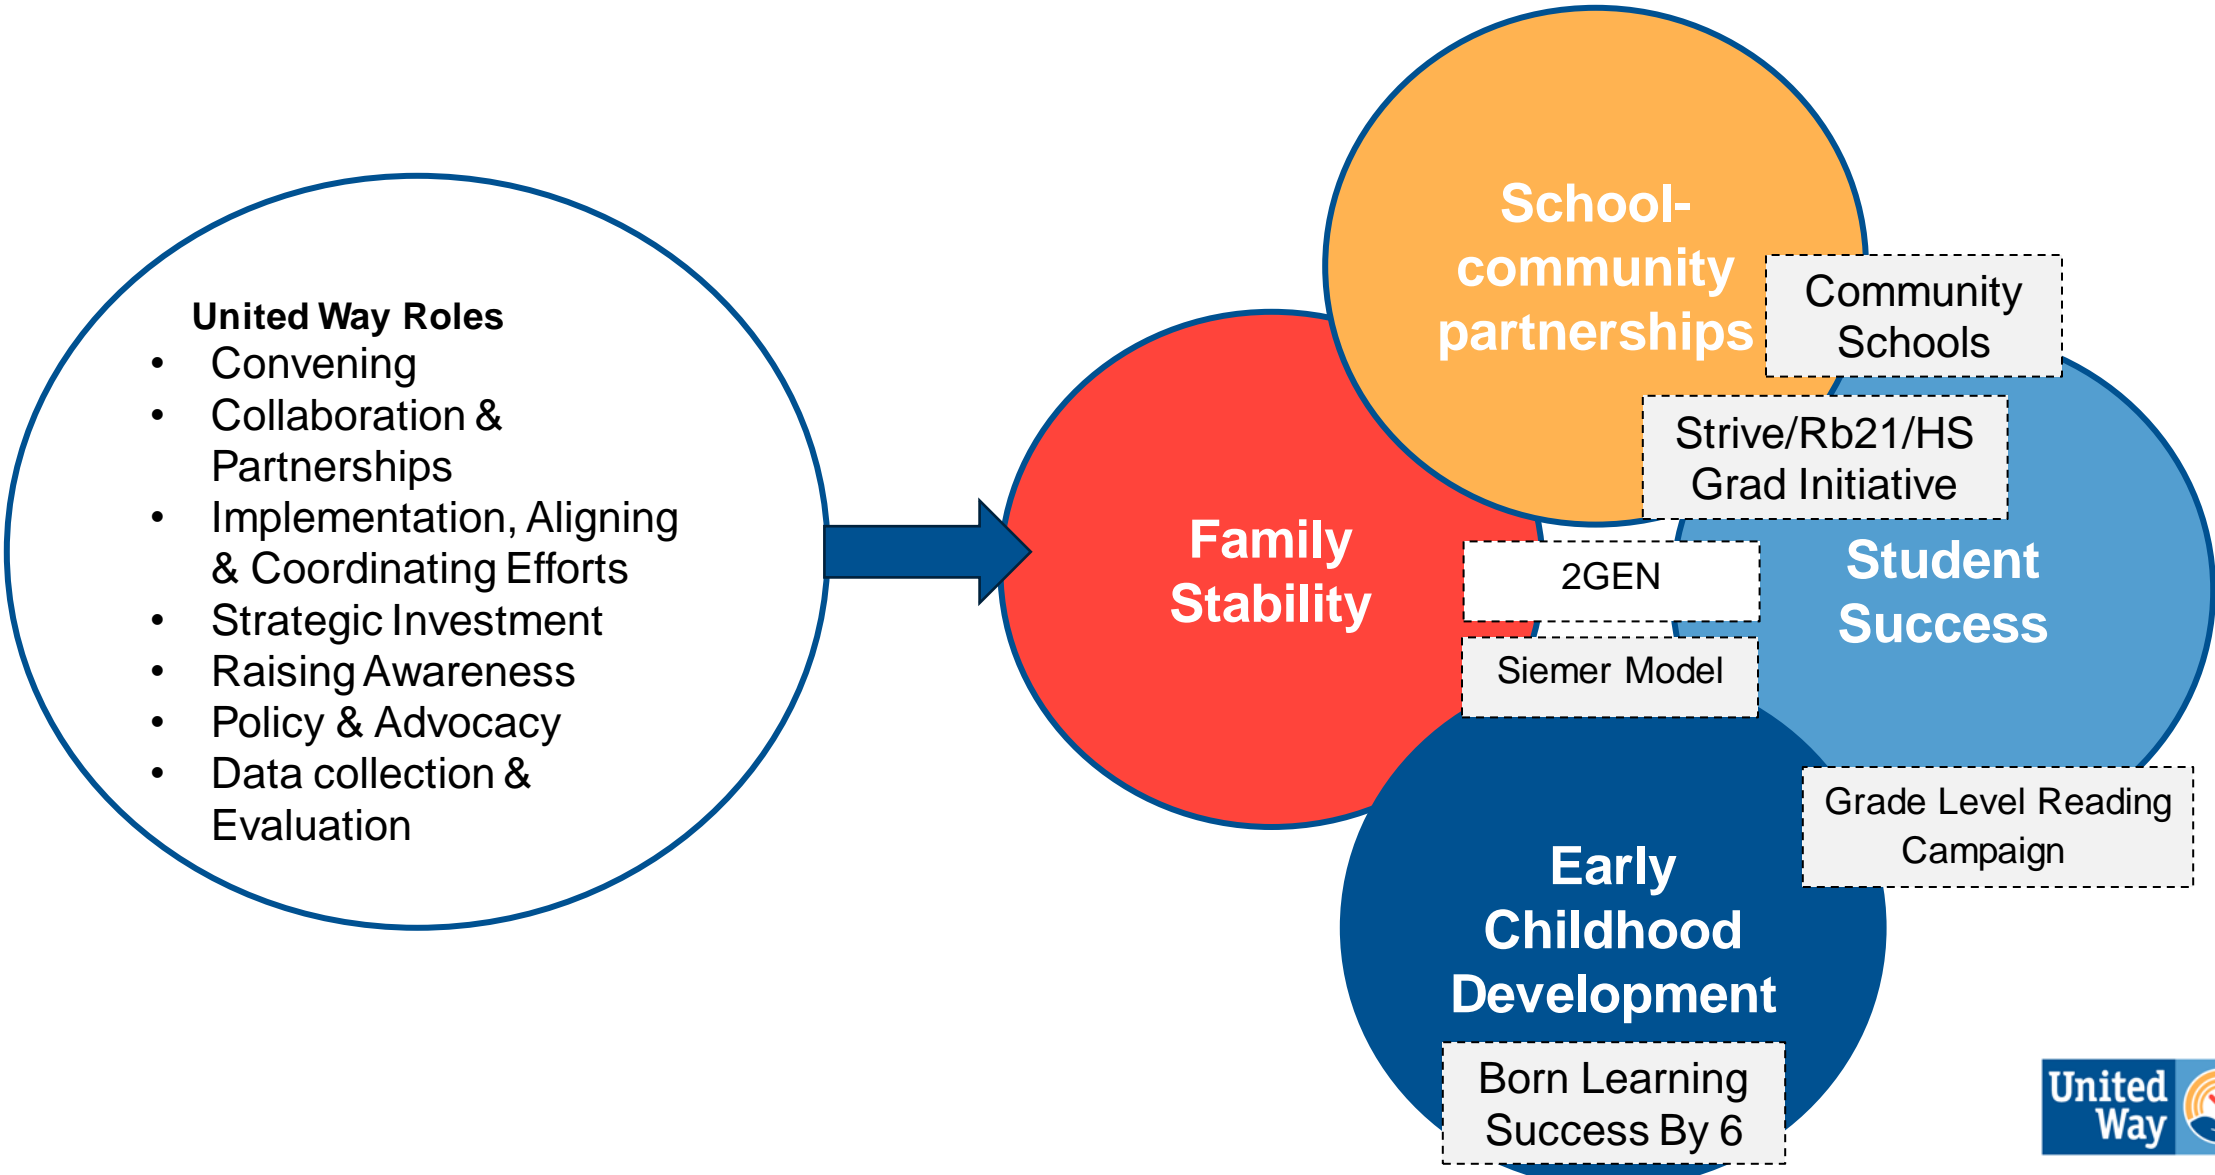 United Way Roles
• Convening
• Collaboration &
Partnerships
• Implementation, Aligning
& Coordinating Efforts
• Strategic Investment
• Raising Awareness
• Policy & Advocacy
• Data collection &
Evaluation
School-
community
partnerships
Community
Schools
Strive/Rb21/HS
Grad Initiative
Family
Stability
2GEN
Siemer Model
Student
Success
Grade Level Reading
Campaign
Early
Childhood
Development
Born Learning
Success By 6
United
Way